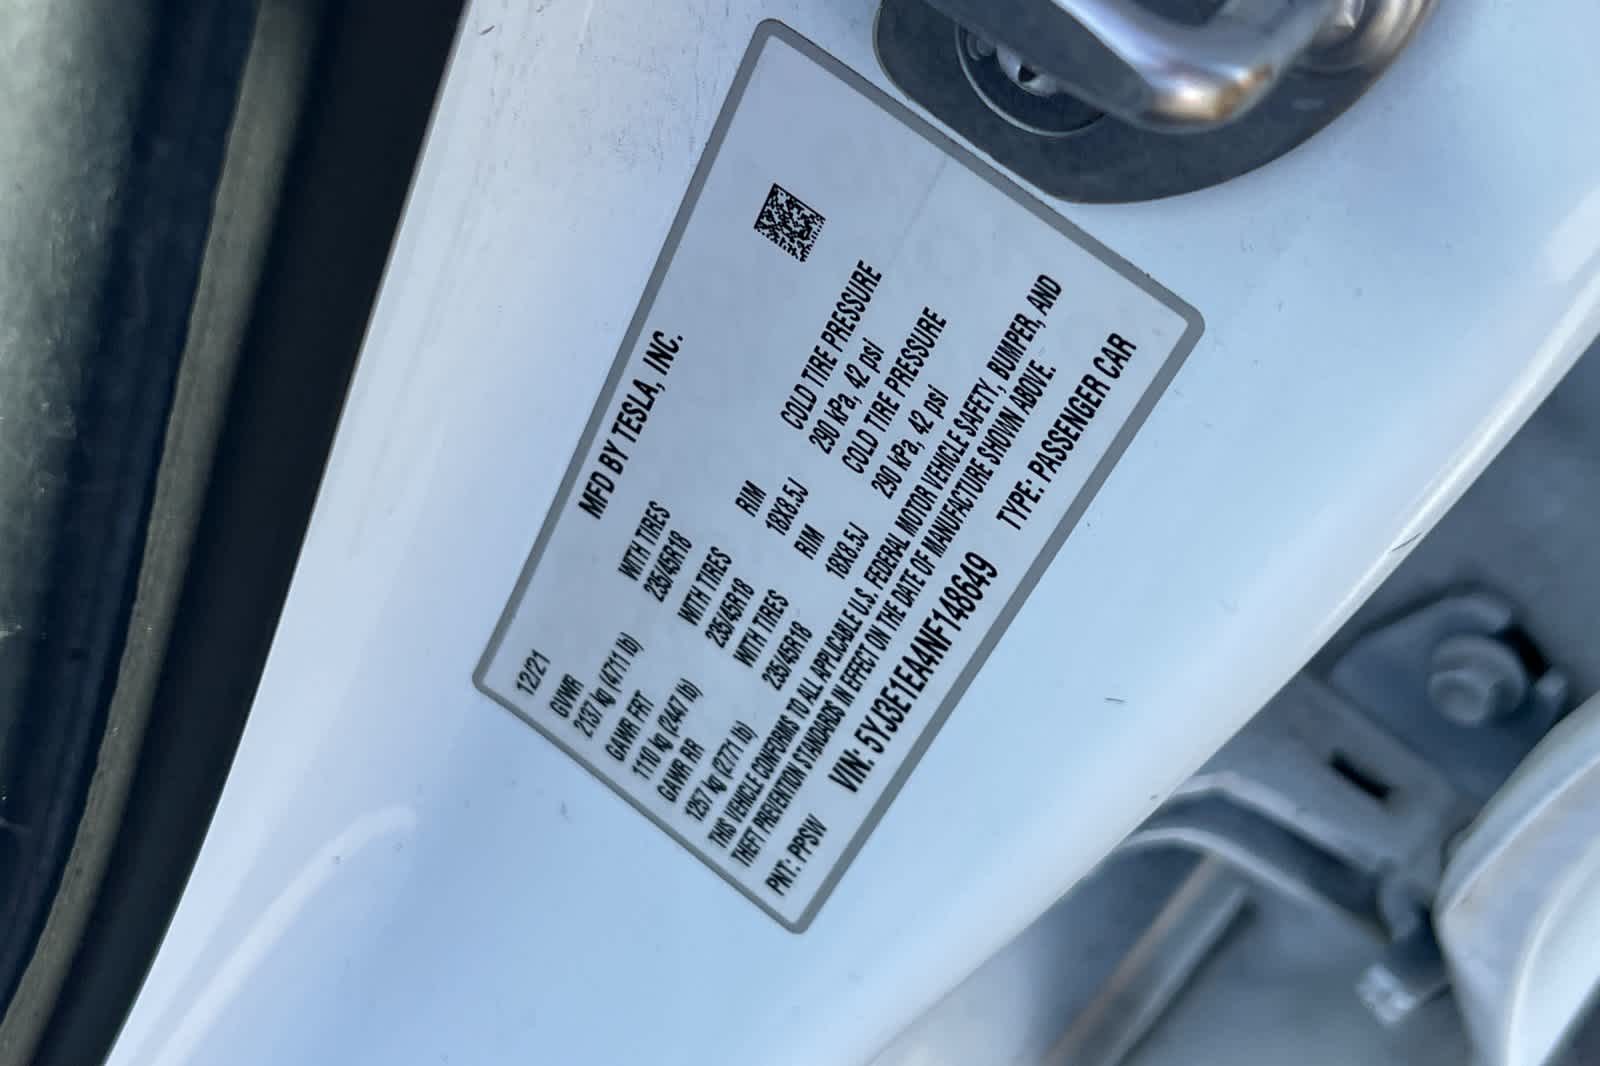 MFD BY TESLA, INC.
12/21
GVWR WITH TIRES RIM COLD TIRE PRESSURE
2137 kg (4711 lb) 235/45R18 18X8.5J 290 kPa, 42 psi
GAWR FRT WITH TIRES RIM COLD TIRE PRESSURE
1110 kg (2447 lb) 235/45R18 18X8.5J 290 kPa, 42 psi
GAWR RR WITH TIRES
1257 kg (2771 lb) 235/45R18
THIS VEHICLE CONFORMS TO ALL APPLICABLE U.S. FEDERAL MOTOR VEHICLE SAFETY, BUMPER, AND
THEFT PREVENTION STANDARDS IN EFFECT ON THE DATE OF MANUFACTURE SHOWN ABOVE.
VIN: 5YJ3E1EA4NF148649 TYPE: PASSENGER CAR
PNT: PPSW